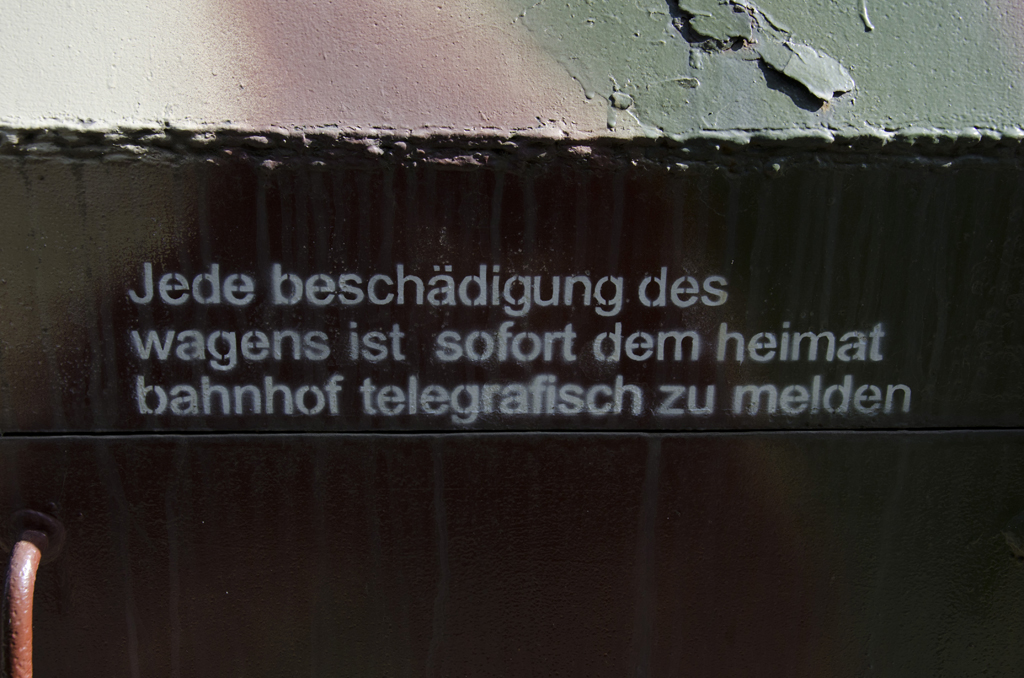 Jede beschädigung des
wagens ist sofort dem heimat
bahnhof telegrafisch zu melden